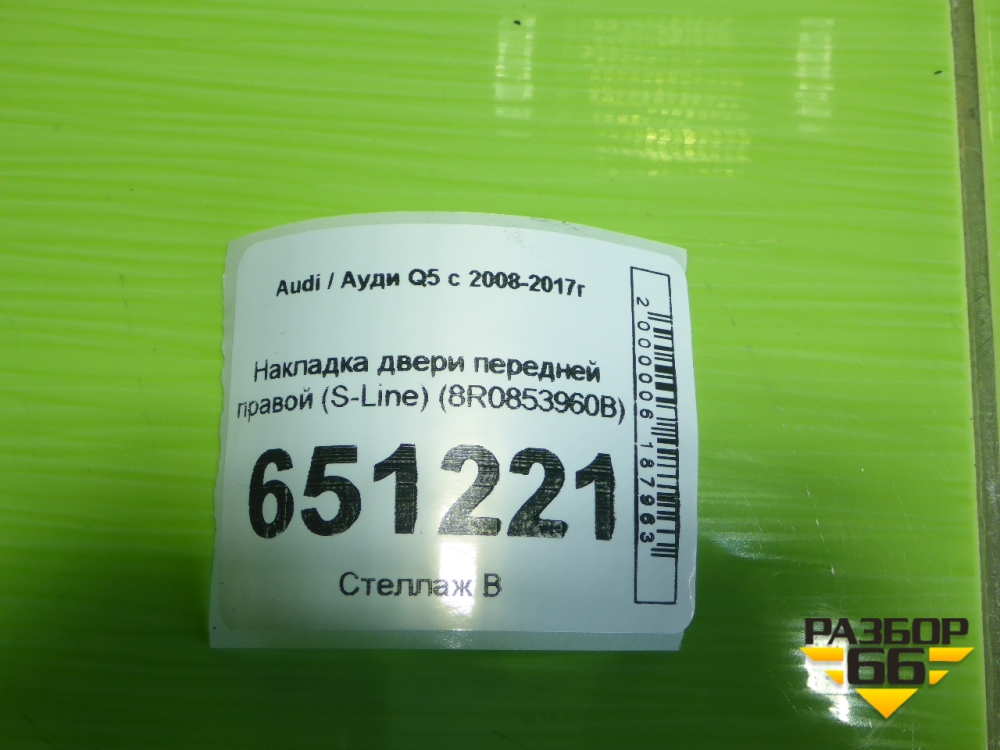 Audi / Ауди Q5 с 2008-2017г
Накладка двери передней
правой (S-Line) (8R0853960B)
651221
Стеллаж В
2000006187963
РАЗБОР
66